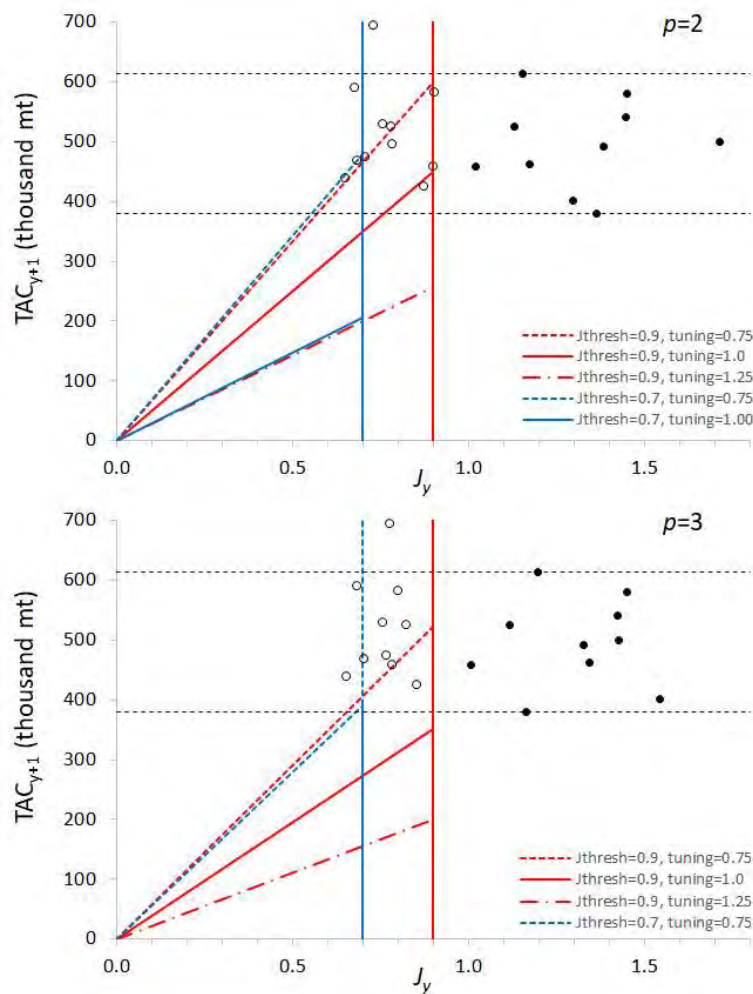 700
p=2
600
500
400
300
200
100
0
TAC_{y+1} (thousand mt)
Jthresh=0.9, tuning=0.75
Jthresh=0.9, tuning=1.0
Jthresh=0.9, tuning=1.25
Jthresh=0.7, tuning=0.75
Jthresh=0.7, tuning=1.00
0.0 0.5 1.0 1.5
J_y
700
p=3
600
500
400
300
200
100
0
TAC_{y+1} (thousand mt)
Jthresh=0.9, tuning=0.75
Jthresh=0.9, tuning=1.0
Jthresh=0.9, tuning=1.25
Jthresh=0.7, tuning=0.75
0.0 0.5 1.0 1.5
J_y